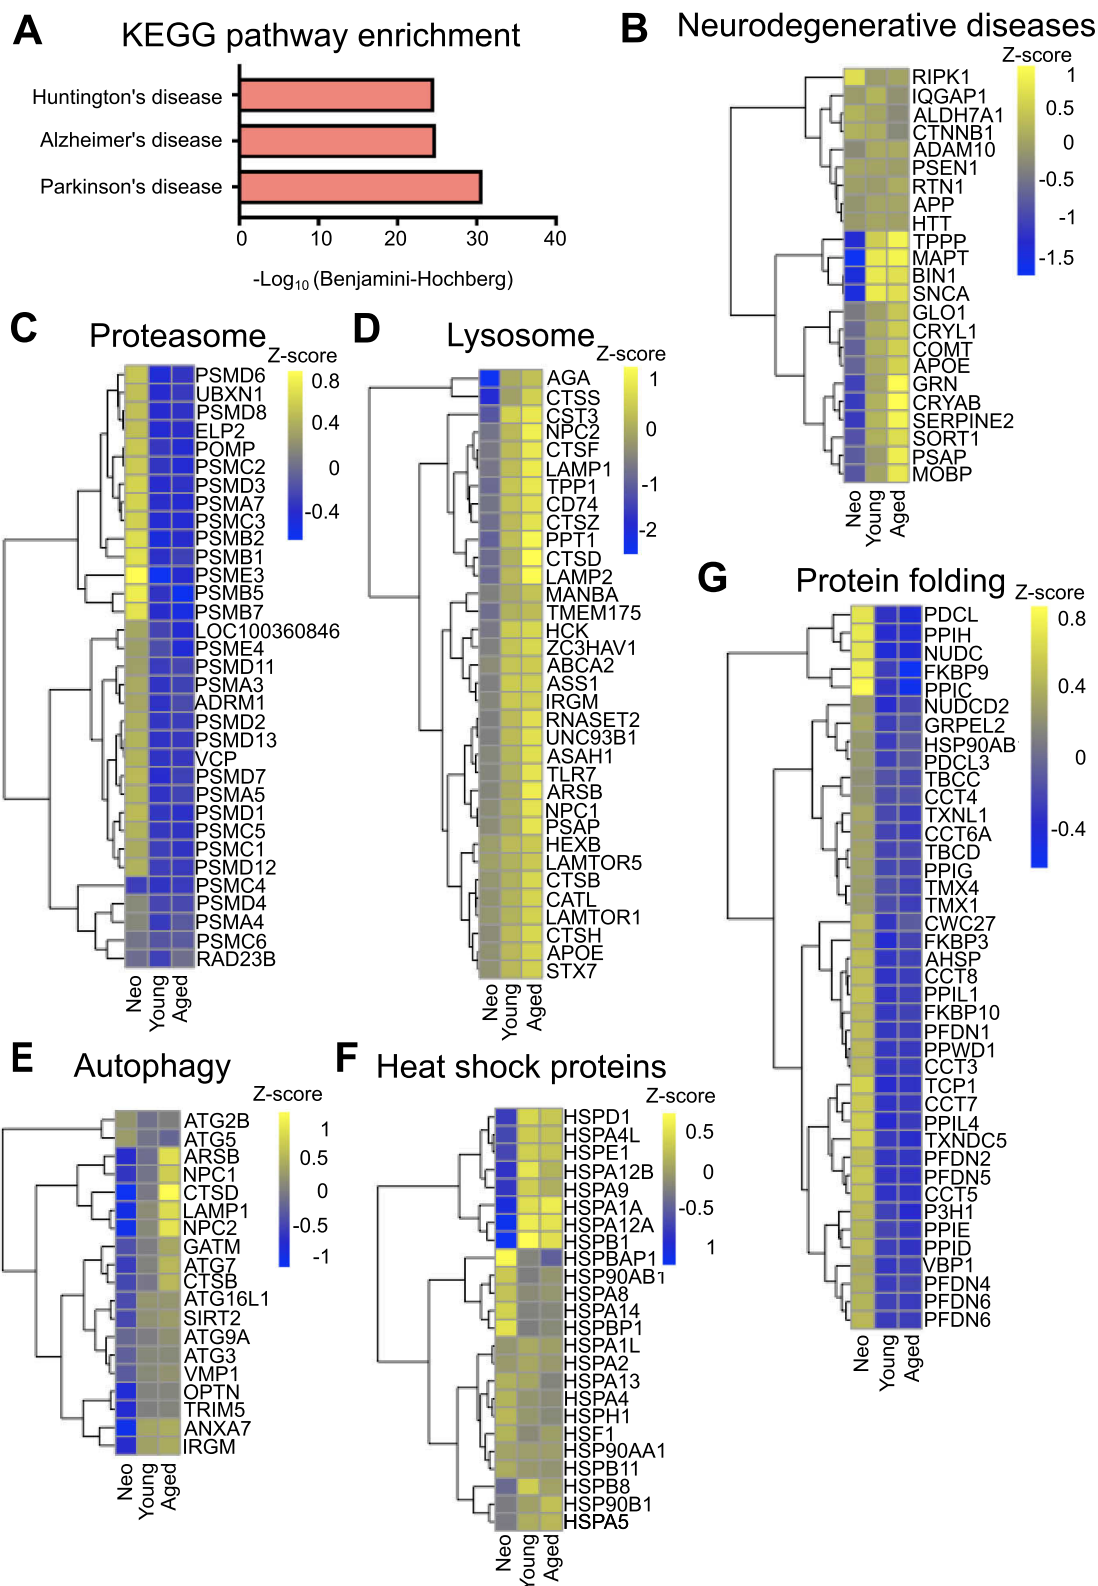 A
KEGG pathway enrichment
Huntington's disease
Alzheimer's disease
Parkinson's disease
0 10 20 30 40
-Log10 (Benjamini-Hochberg)
B
Neurodegenerative diseases
Z-score
1
0.5
0
-0.5
-1
-1.5
RIPK1
IQGAP1
ALDH7A1
CTNNB1
ADAM10
PSEN1
RTN1
APP
HTT
TPPP
MAPT
BIN1
SNCA
GLO1
CRYL1
COMT
APOE
GRN
CRYAB
SERPINE2
SORT1
PSAP
MOBP
Neo
Young
Aged
C
Proteasome
Z-score
0.8
0.4
0
-0.4
PSMD6
UBXN1
PSMD8
ELP2
POMP
PSMC2
PSMD3
PSMA7
PSMC3
PSMB2
PSMB1
PSME3
PSMB5
PSMB7
LOC100360846
PSME4
PSMD11
PSMA3
ADRM1
PSMD2
PSMD13
VCP
PSMD7
PSMA5
PSMD1
PSMC5
PSMC1
PSMD12
PSMC4
PSMD4
PSMA4
PSMC6
RAD23B
Neo
Young
Aged
D
Lysosome
Z-score
1
0
-1
-2
AGA
CTSS
CST3
NPC2
CTSF
LAMP1
TPP1
CD74
CTSZ
PPT1
CTSD
LAMP2
MANBA
TMEM175
HCK
ZC3HAV1
ABCA2
ASS1
IRGM
RNASET2
UNC93B1
ASAH1
TLR7
ARSB
NPC1
PSAP
HEXB
LAMTOR5
CTSB
CATL
LAMTOR1
CTSH
APOE
STX7
Neo
Young
Aged
E
Autophagy
Z-score
1
0.5
0
-0.5
-1
ATG2B
ATG5
ARSB
NPC1
CTSD
LAMP1
NPC2
GATM
ATG7
CTSB
ATG16L1
SIRT2
ATG9A
ATG3
VMP1
OPTN
TRIM5
ANXA7
IRGM
Neo
Young
Aged
F
Heat shock proteins
Z-score
0.5
0
-0.5
1
HSPD1
HSPA4L
HSPE1
HSPA12B
HSPA9
HSPA1A
HSPA12A
HSPB1
HSPBAP1
HSP90AB1
HSPA8
HSPA14
HSPBP1
HSPA1L
HSPA2
HSPA13
HSPA4
HSPH1
HSF1
HSP90AA1
HSPB11
HSPB8
HSP90B1
HSPA5
Neo
Young
Aged
G
Protein folding
Z-score
0.8
0.4
0
-0.4
PDCL
PPIH
NUDC
FKBP9
PPIC
NUDCD2
GRPEL2
HSP90AB
PDCL3
TBCC
CCT4
TXNL1
CCT6A
TBCD
PPIG
TMX4
TMX1
CWC27
FKBP3
AHSP
CCT8
PPIL1
FKBP10
PFDN1
PPWD1
CCT3
TCP1
CCT7
PPIL4
TXNDC5
PFDN2
PFDN5
CCT5
P3H1
PPIE
PPID
VBP1
PFDN4
PFDN6
PFDN6
Neo
Young
Aged